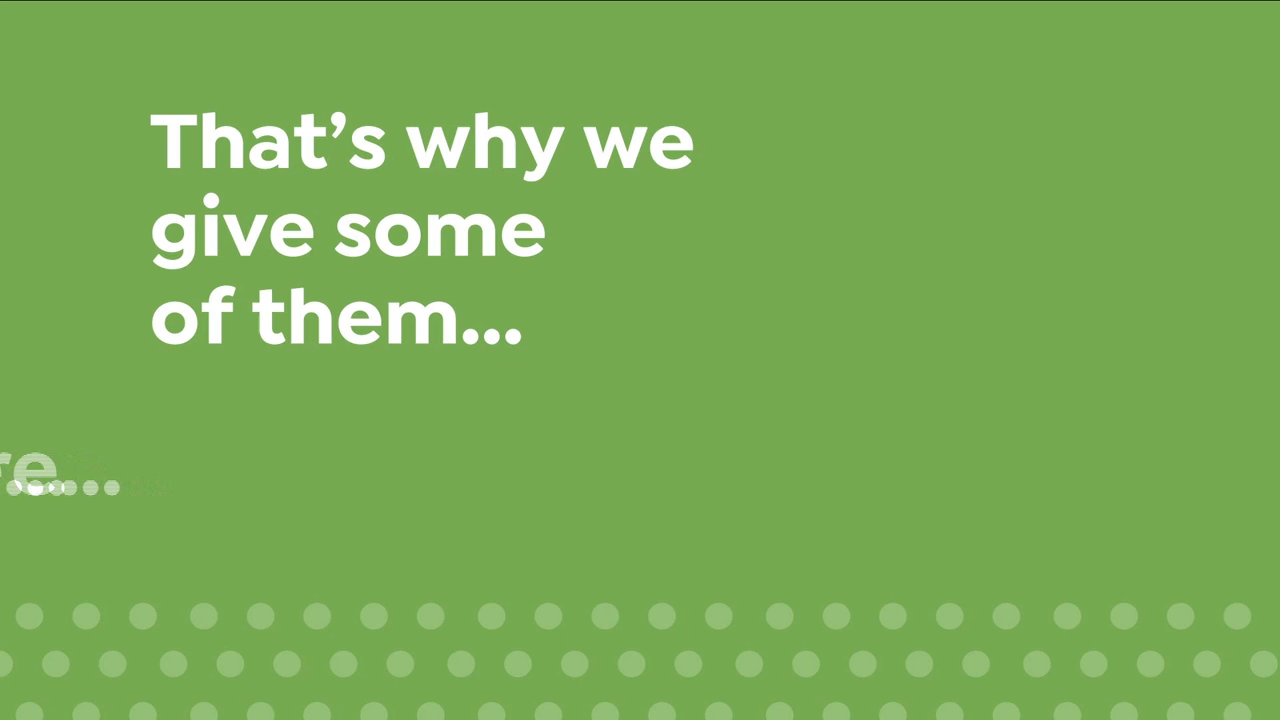 That’s why we
give some
of them...